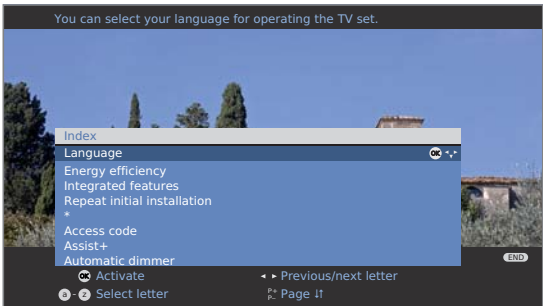 You can select your language for operating the TV set.
Index
Language OK
Energy efficiency
Integrated features
Repeat initial installation
*
Access code
Assist+
Automatic dimmer
END
OK Activate ◂ ▸ Previous/next letter
a - z Select letter P+ P– Page ↓↑